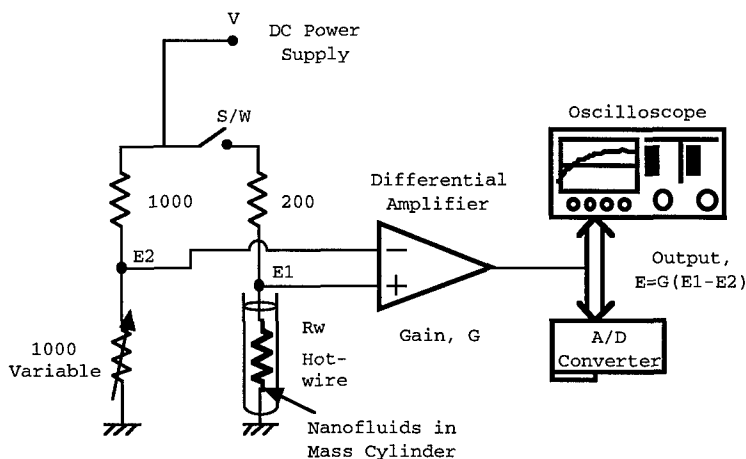 V
DC Power
Supply
S/W
Oscilloscope
1000
200
Differential
Amplifier
E2
E1
Output,
E=G(E1-E2)
1000
Variable
Rw
Hot-
wire
Gain, G
A/D
Converter
Nanofluids in
Mass Cylinder